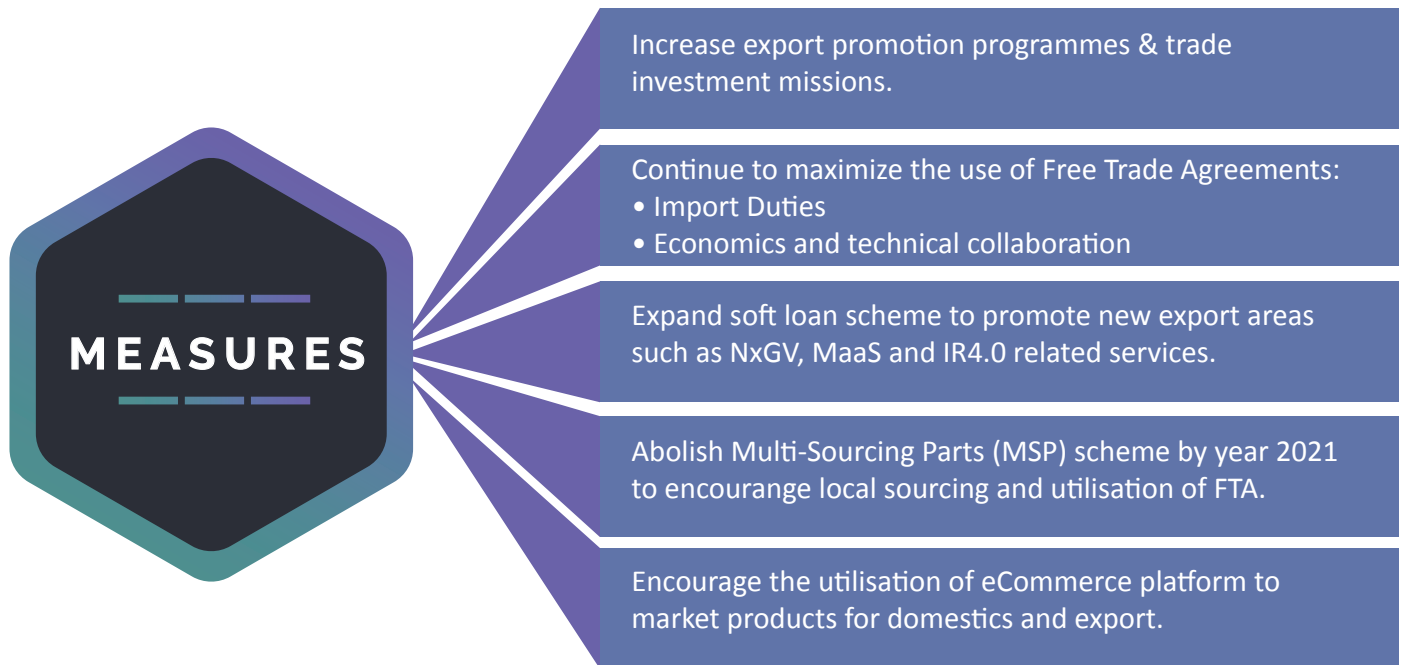 MEASURES
Increase export promotion programmes & trade
investment missions.
Continue to maximize the use of Free Trade Agreements:
• Import Duties
• Economics and technical collaboration
Expand soft loan scheme to promote new export areas
such as NxGV, MaaS and IR4.0 related services.
Abolish Multi-Sourcing Parts (MSP) scheme by year 2021
to encourange local sourcing and utilisation of FTA.
Encourage the utilisation of eCommerce platform to
market products for domestics and export.